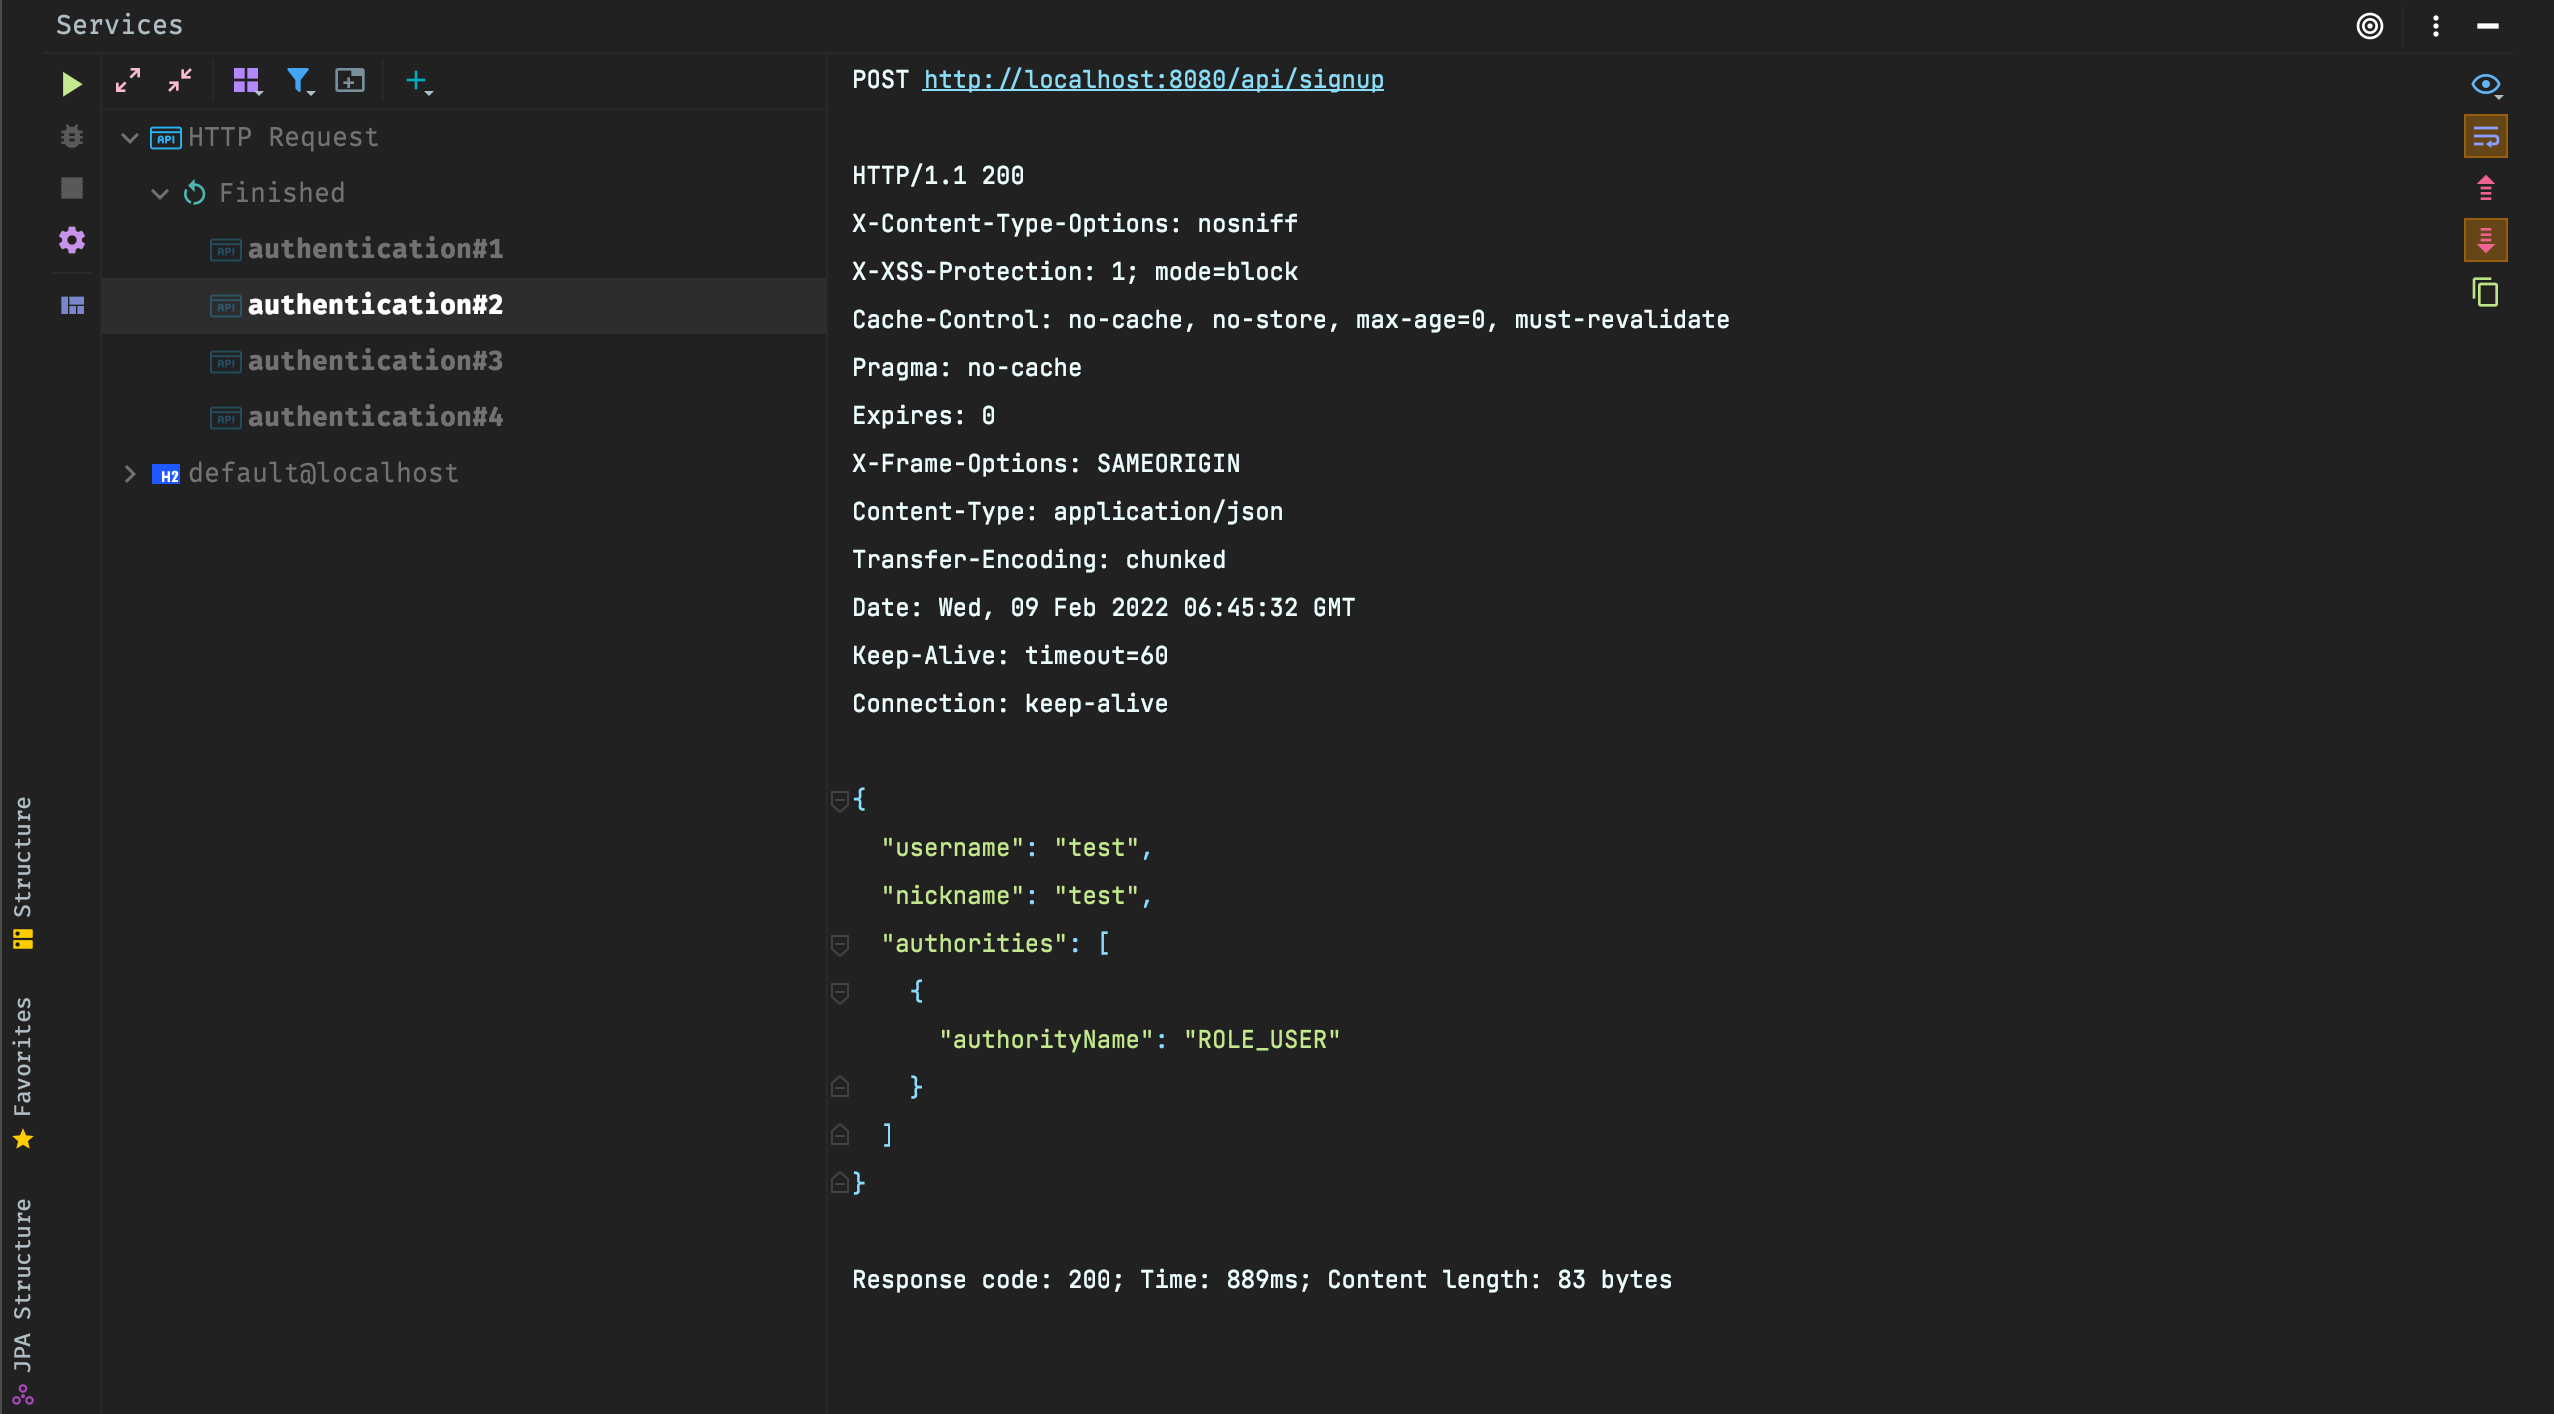 Services
HTTP Request
Finished
authentication#1
authentication#2
authentication#3
authentication#4
default@localhost
Structure
Favorites
JPA Structure
POST http://localhost:8080/api/signup
HTTP/1.1 200
X-Content-Type-Options: nosniff
X-XSS-Protection: 1; mode=block
Cache-Control: no-cache, no-store, max-age=0, must-revalidate
Pragma: no-cache
Expires: 0
X-Frame-Options: SAMEORIGIN
Content-Type: application/json
Transfer-Encoding: chunked
Date: Wed, 09 Feb 2022 06:45:32 GMT
Keep-Alive: timeout=60
Connection: keep-alive
{
  "username": "test",
  "nickname": "test",
  "authorities": [
    {
      "authorityName": "ROLE_USER"
    }
  ]
}
Response code: 200; Time: 889ms; Content length: 83 bytes